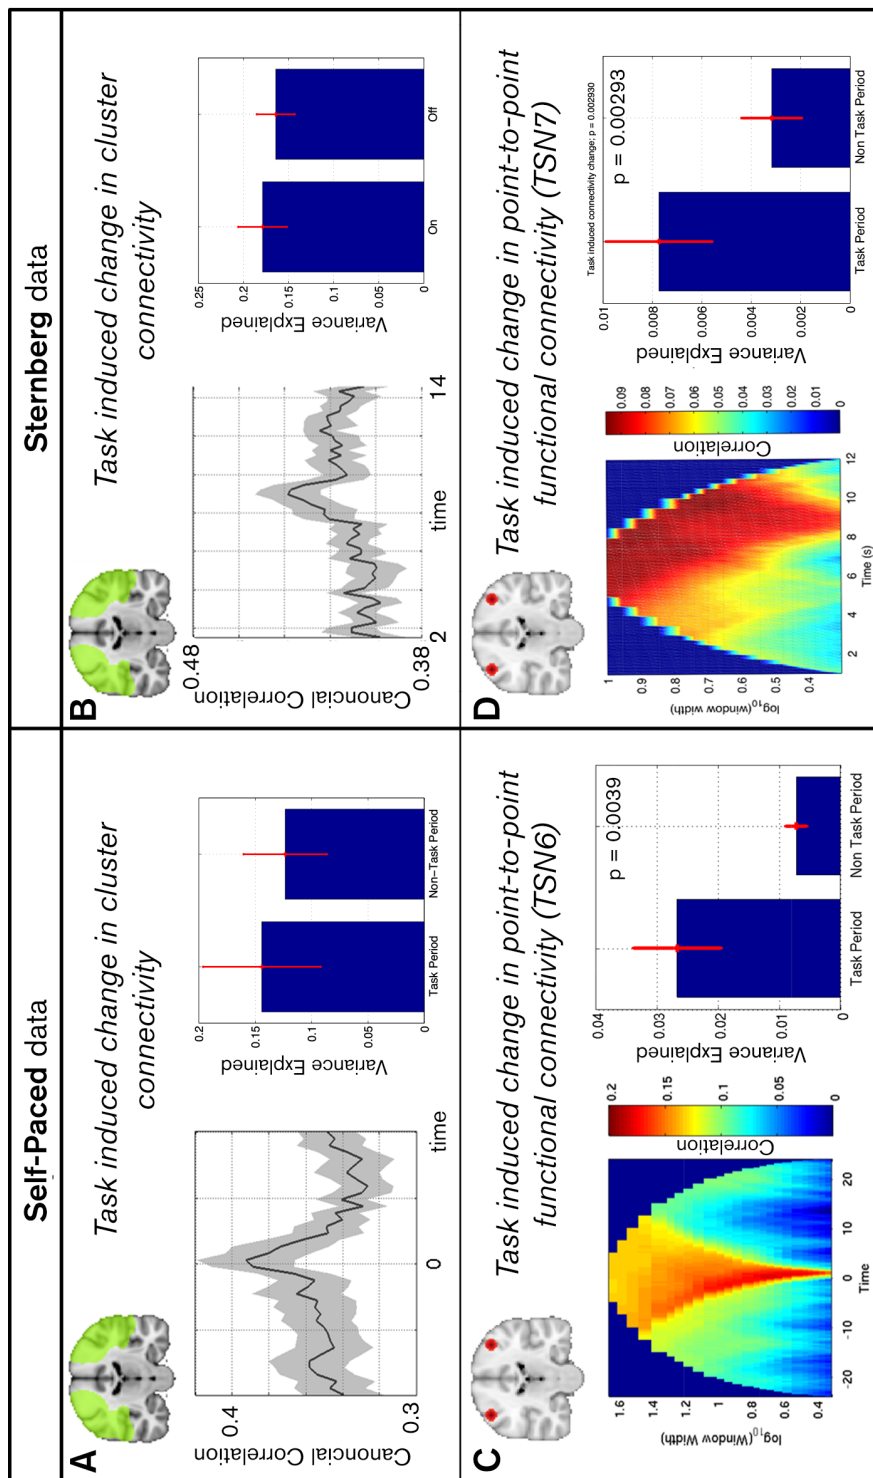 Self-Paced data
Sternberg data
A
Task induced change in cluster
connectivity
Canoncial Correlation
0.4
0.3
0
time
Variance Explained
0.2
0.15
0.1
0.05
0
Task Period
Non-Task Period
B
Task induced change in cluster
connectivity
Canoncial Correlation
0.48
0.38
2
time
14
Variance Explained
0.25
0.2
0.15
0.1
0.05
0
On
Off
C
Task induced change in point-to-point
functional connectivity (TSN6)
log10(Window Width)
1.6
1.4
1.2
1
0.8
0.6
0.4
-20
-10
0
10
20
Time
Correlation
0.2
0.15
0.1
0.05
0
Variance Explained
0.04
0.03
0.02
0.01
0
p = 0.0039
Task Period
Non Task Period
D
Task induced change in point-to-point
functional connectivity (TSN7)
log10(window width)
1
0.9
0.8
0.7
0.6
0.5
0.4
2
4
6
8
10
12
Time (s)
Correlation
0.09
0.08
0.07
0.06
0.05
0.04
0.03
0.02
0.01
0
Task induced connectivity change; p = 0.002930
p = 0.00293
Variance Explained
0.01
0.008
0.006
0.004
0.002
0
Task Period
Non Task Period